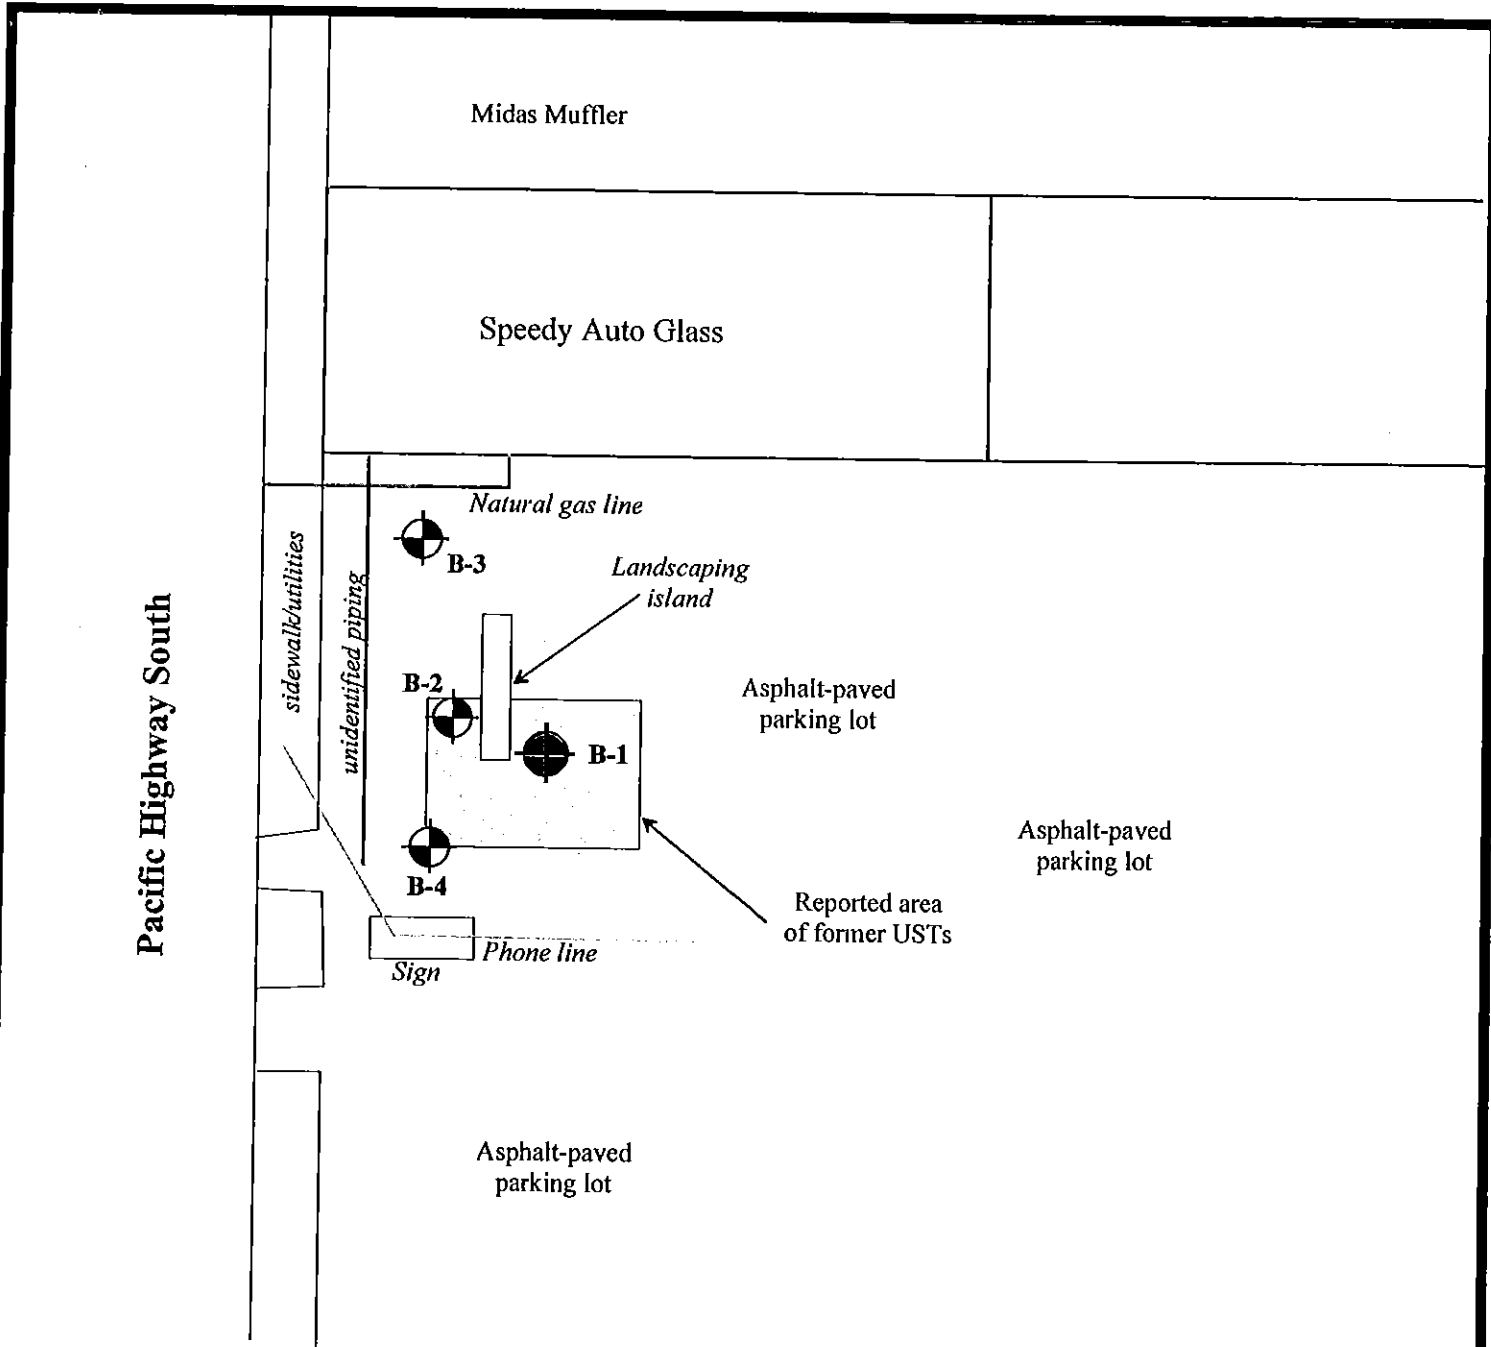 Midas Muffler
Speedy Auto Glass
Natural gas line
B-3
sidewalk/utilities
unidentified piping
Landscaping
island
Pacific Highway South
B-2
Asphalt-paved
parking lot
B-1
Asphalt-paved
parking lot
B-4
Reported area
of former USTs
Phone line
Sign
Asphalt-paved
parking lot